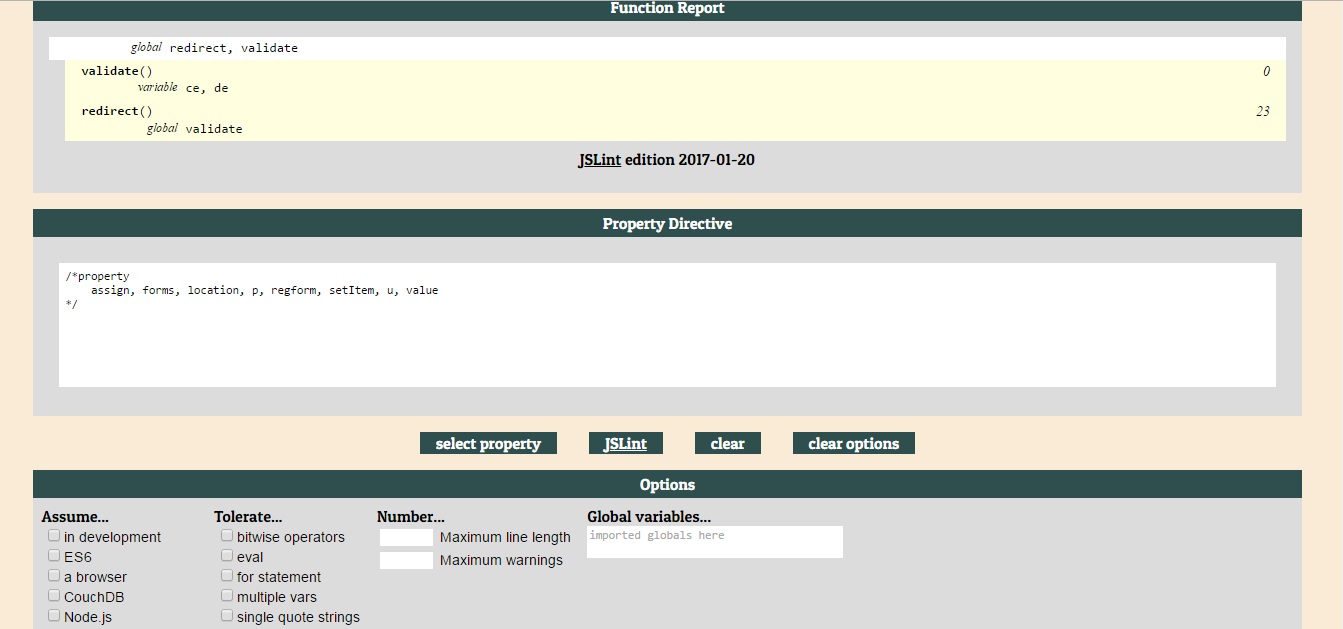 Function Report
global redirect, validate
validate() 0
variable ce, de
redirect() 23
global validate
JSLint edition 2017-01-20
Property Directive
/*property
assign, forms, location, p, regform, setItem, u, value
*/
select property JSLint clear clear options
Options
Assume... Tolerate... Number... Global variables...
in development bitwise operators Maximum line length imported globals here
ES6 eval Maximum warnings
a browser for statement
CouchDB multiple vars
Node.js single quote strings